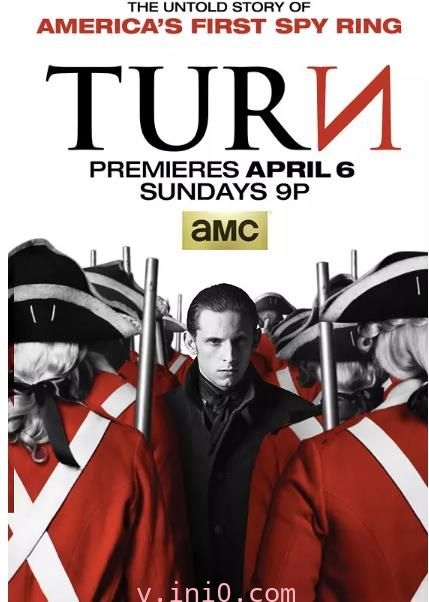 THE UNTOLD STORY OF
AMERICA'S FIRST SPY RING
TURN
PREMIERES APRIL 6
SUNDAYS 9P
aMC
v.ini0.com